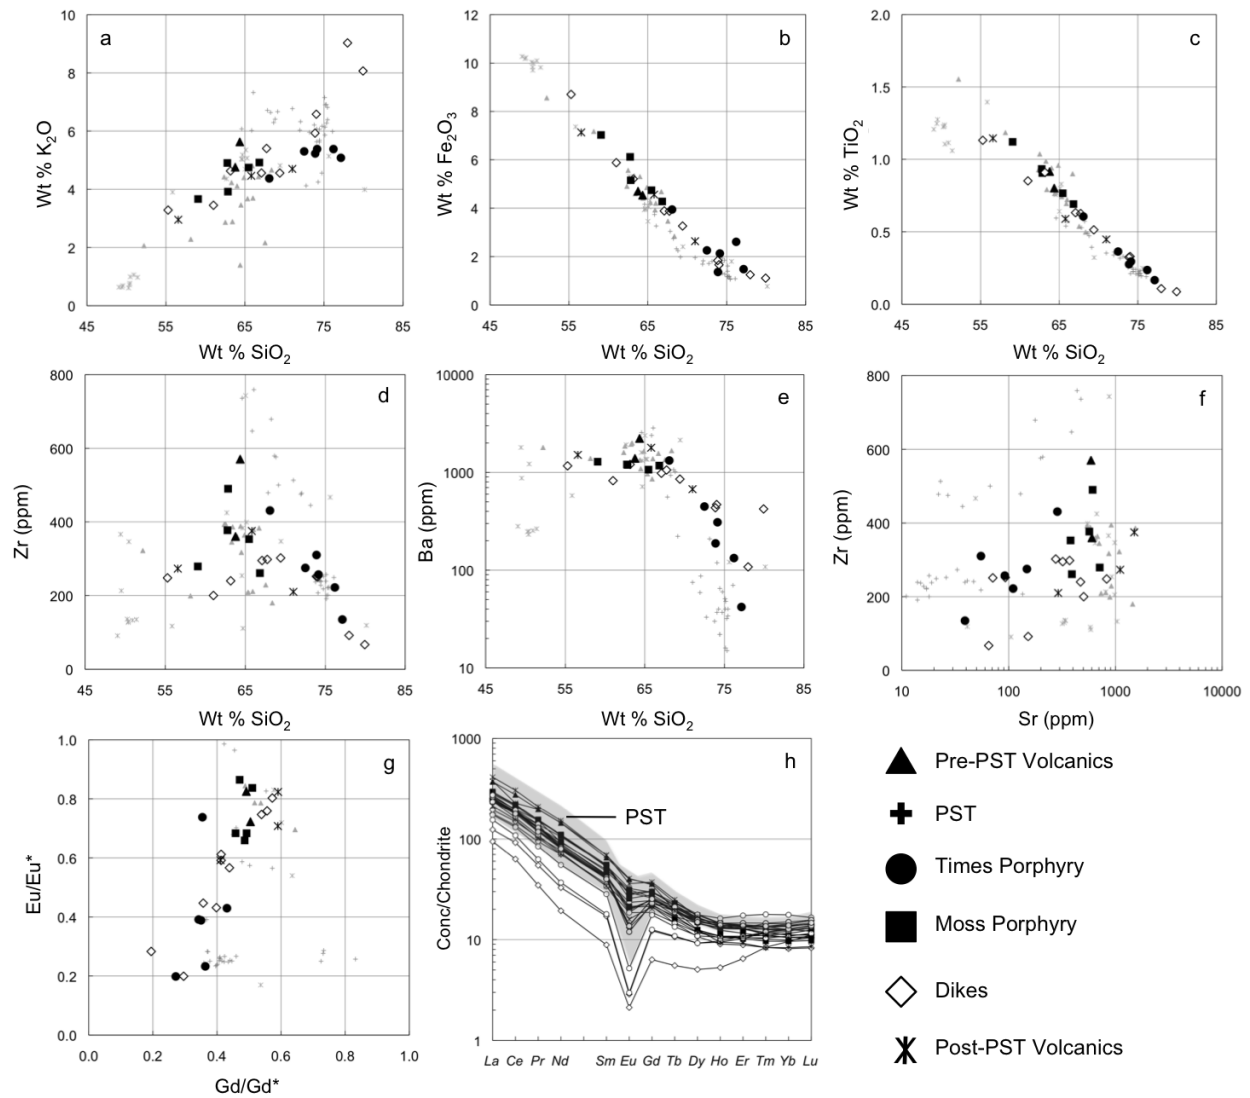 a
Wt % K2O
10
8
6
4
2
0
45 55 65 75 85
Wt % SiO2
b
Wt % Fe2O3
12
10
8
6
4
2
0
45 55 65 75 85
Wt % SiO2
c
Wt % TiO2
2.0
1.5
1.0
0.5
0.0
45 55 65 75 85
Wt % SiO2
d
Zr (ppm)
800
600
400
200
0
45 55 65 75 85
Wt % SiO2
e
Ba (ppm)
10000
1000
100
10
45 55 65 75 85
Wt % SiO2
f
Zr (ppm)
800
600
400
200
0
10 100 1000 10000
Sr (ppm)
g
Eu/Eu*
1.0
0.8
0.6
0.4
0.2
0.0
0.0 0.2 0.4 0.6 0.8 1.0
Gd/Gd*
h
PST
Conc/Chondrite
1000
100
10
1
La Ce Pr Nd Sm Eu Gd Tb Dy Ho Er Tm Yb Lu
Pre-PST Volcanics
PST
Times Porphyry
Moss Porphyry
Dikes
Post-PST Volcanics